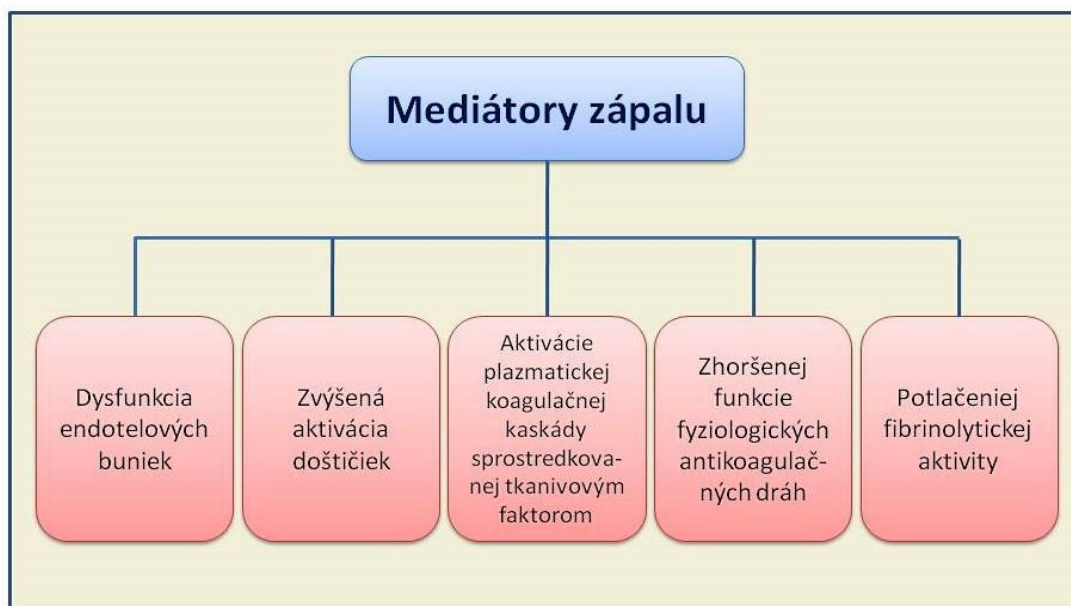 Mediátory zápalu
Dysfunkcia
endotelových
buniek
Zvýšená
aktivácia
doštičiek
Aktivácie
plazmatickej
koagulačnej
kaskády
sprostredkova-
nej tkanivovým
faktorom
Zhoršenej
funkcie
fyziologických
antikoagulač-
ných dráh
Potlačeniej
fibrinolytickej
aktivity